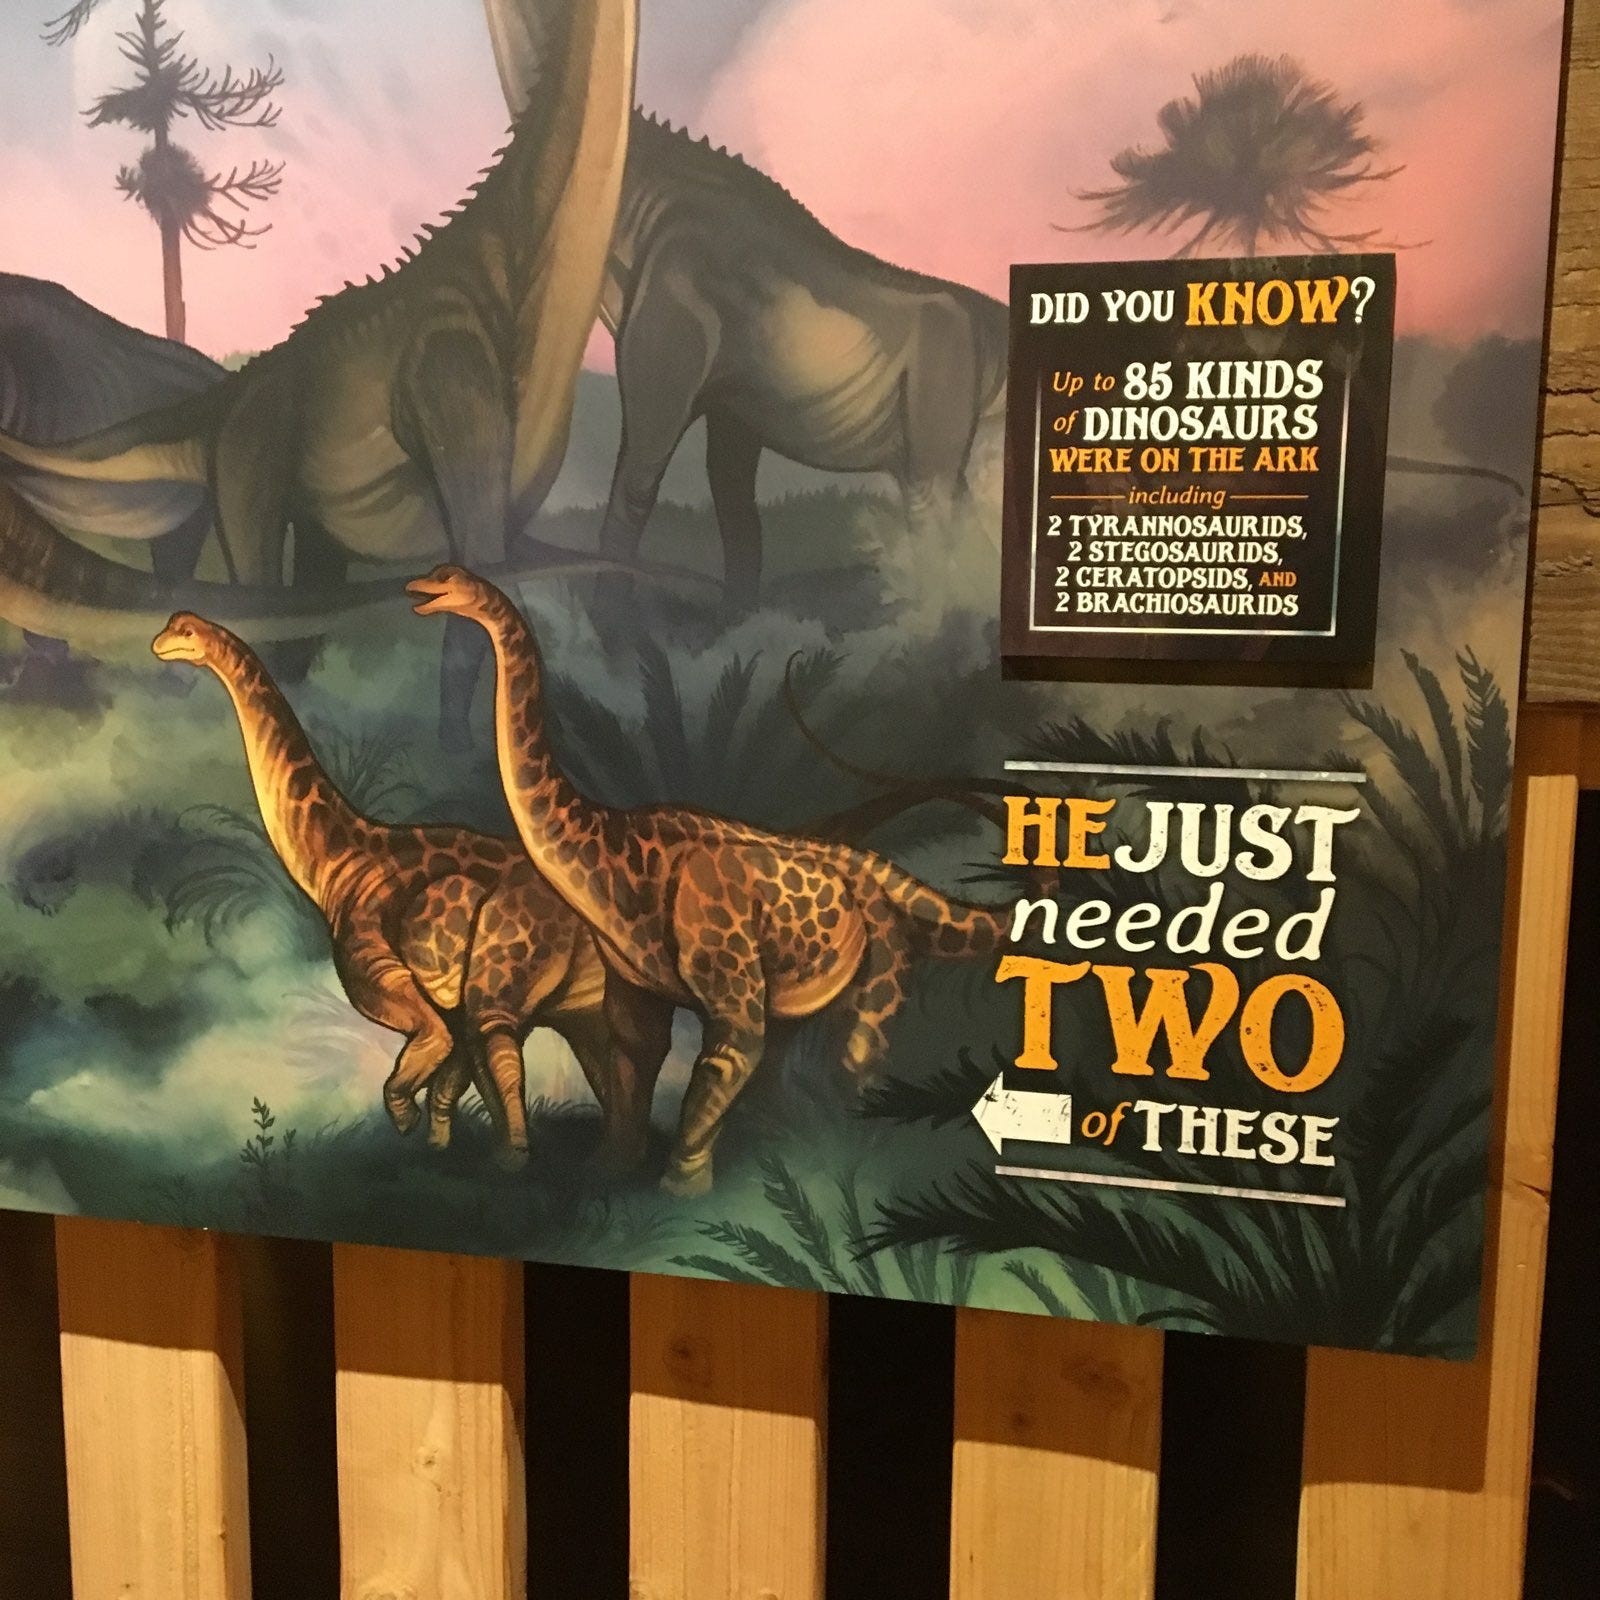 DID YOU KNOW?
Up to 85 KINDS
of DINOSAURS
WERE ON THE ARK
including
2 TYRANNOSAURIDS,
2 STEGOSAURIDS,
2 CERATOPSIDS, AND
2 BRACHIOSAURIDS
HE JUST
needed
TWO
of THESE